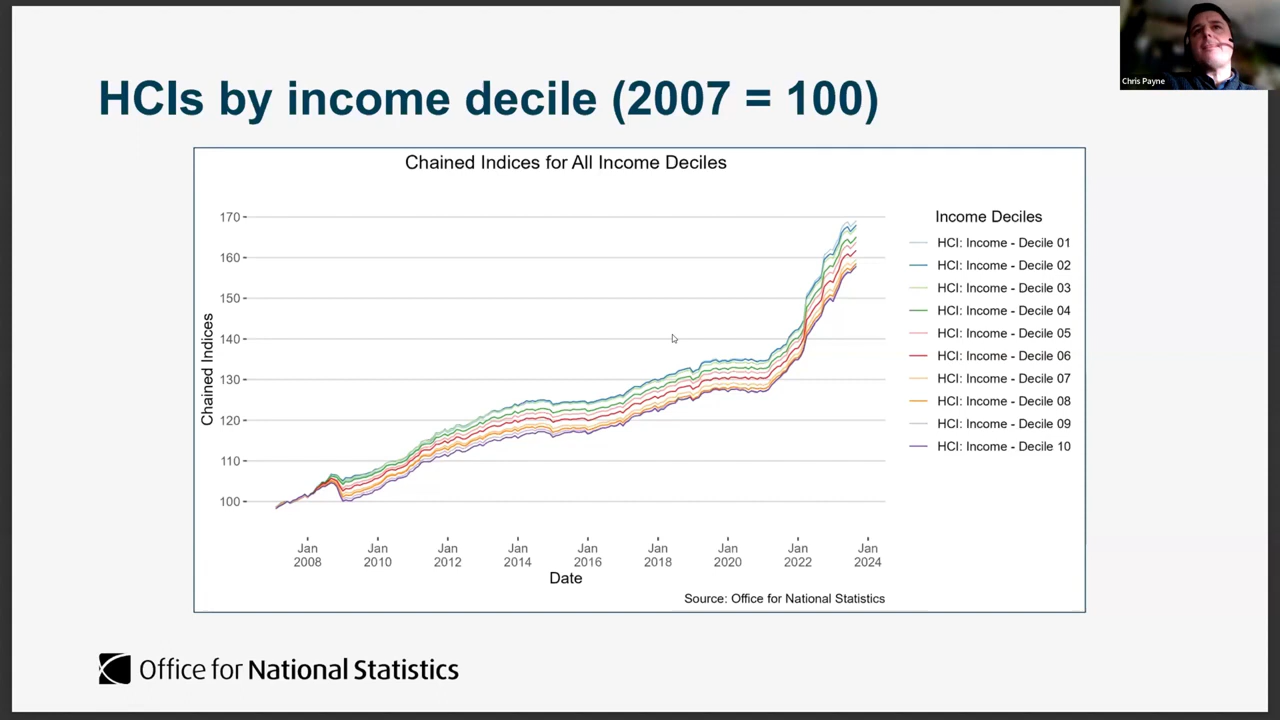 Chris Payne
HCIs by income decile (2007 = 100)
Chained Indices for All Income Deciles
Chained Indices
170
160
150
140
130
120
110
100
Jan
2008
Jan
2010
Jan
2012
Jan
2014
Jan
2016
Jan
2018
Jan
2020
Jan
2022
Jan
2024
Date
Income Deciles
HCI: Income - Decile 01
HCI: Income - Decile 02
HCI: Income - Decile 03
HCI: Income - Decile 04
HCI: Income - Decile 05
HCI: Income - Decile 06
HCI: Income - Decile 07
HCI: Income - Decile 08
HCI: Income - Decile 09
HCI: Income - Decile 10
Source: Office for National Statistics
Office for National Statistics